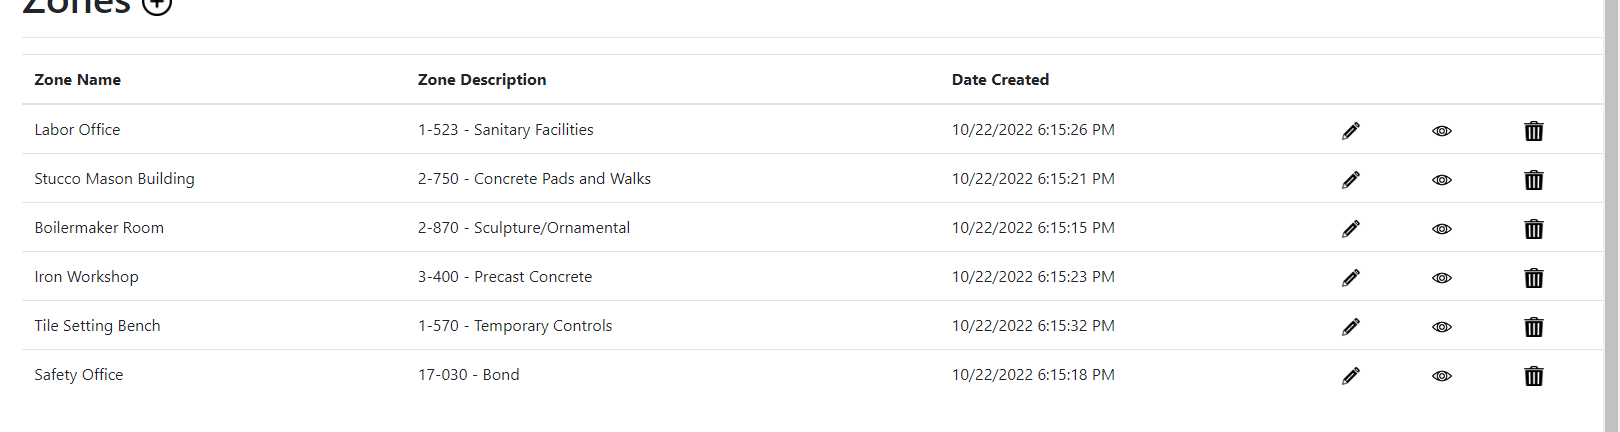 Zones
Zone Name Zone Description Date Created
Labor Office 1-523 - Sanitary Facilities 10/22/2022 6:15:26 PM
Stucco Mason Building 2-750 - Concrete Pads and Walks 10/22/2022 6:15:21 PM
Boilermaker Room 2-870 - Sculpture/Ornamental 10/22/2022 6:15:15 PM
Iron Workshop 3-400 - Precast Concrete 10/22/2022 6:15:23 PM
Tile Setting Bench 1-570 - Temporary Controls 10/22/2022 6:15:32 PM
Safety Office 17-030 - Bond 10/22/2022 6:15:18 PM